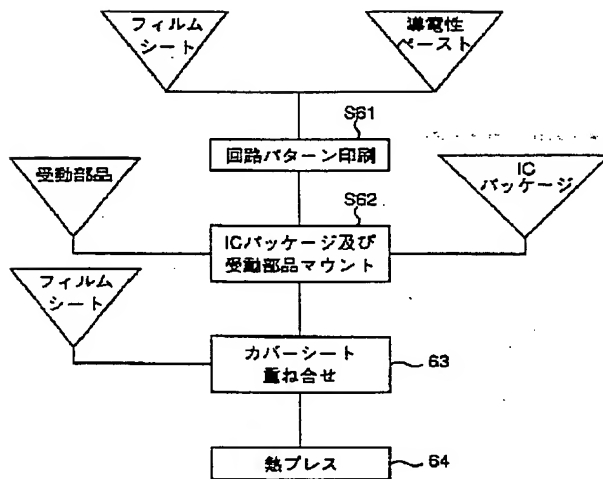 フィルム
シート
導電性
ペースト
S61
回路パターン印刷
受動部品
S62
IC
パッケージ
ICパッケージ及び
受動部品マウント
フィルム
シート
カバーシート
重ね合せ
63
熱プレス
64